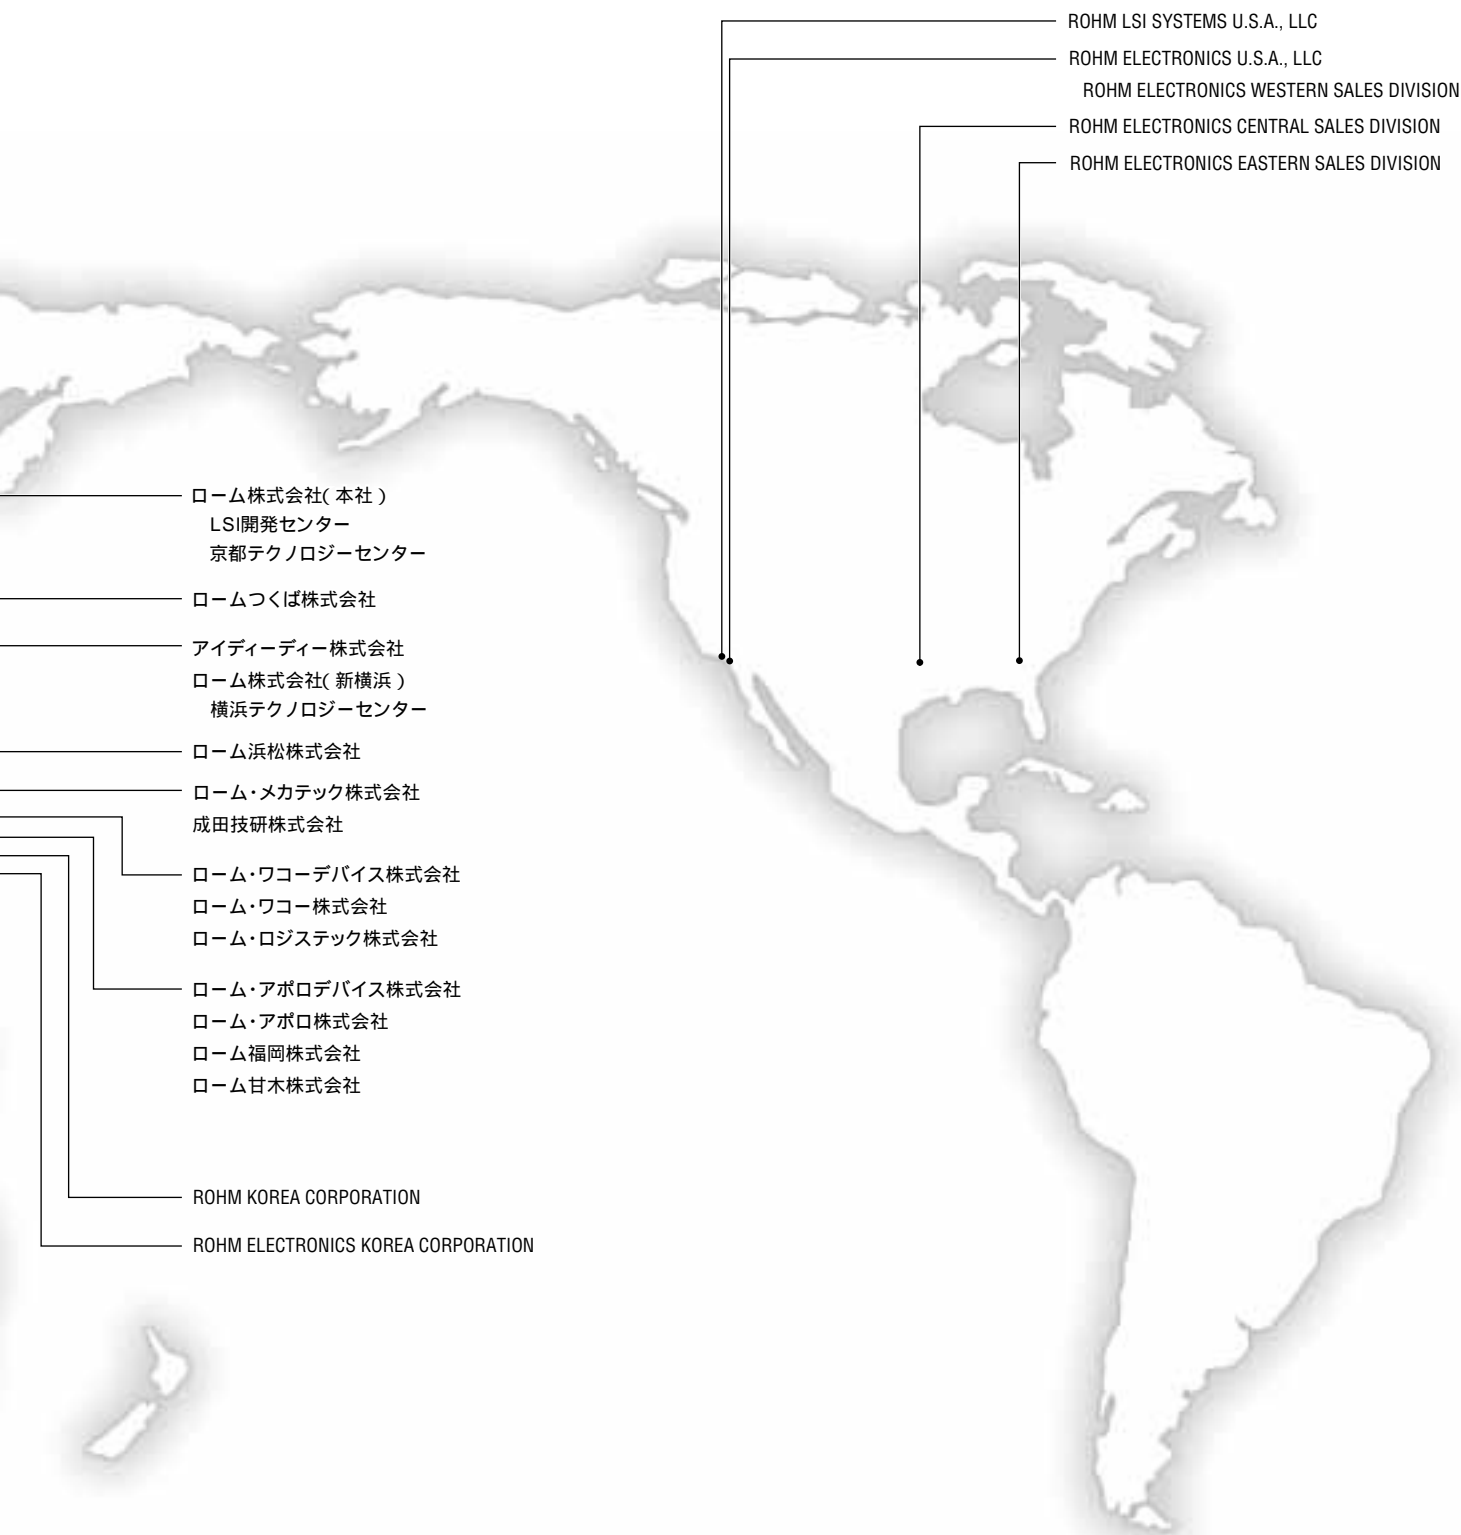 ROHM LSI SYSTEMS U.S.A., LLC
ROHM ELECTRONICS U.S.A., LLC
ROHM ELECTRONICS WESTERN SALES DIVISION
ROHM ELECTRONICS CENTRAL SALES DIVISION
ROHM ELECTRONICS EASTERN SALES DIVISION
ローム株式会社(本社)
LSI開発センター
京都テクノロジーセンター
ロームつくば株式会社
アイディーディー株式会社
ローム株式会社(新横浜)
横浜テクノロジーセンター
ローム浜松株式会社
ローム・メカテック株式会社
成田技研株式会社
ローム・ワコーデバイス株式会社
ローム・ワコー株式会社
ローム・ロジステック株式会社
ローム・アポロデバイス株式会社
ローム・アポロ株式会社
ローム福岡株式会社
ローム甘木株式会社
ROHM KOREA CORPORATION
ROHM ELECTRONICS KOREA CORPORATION